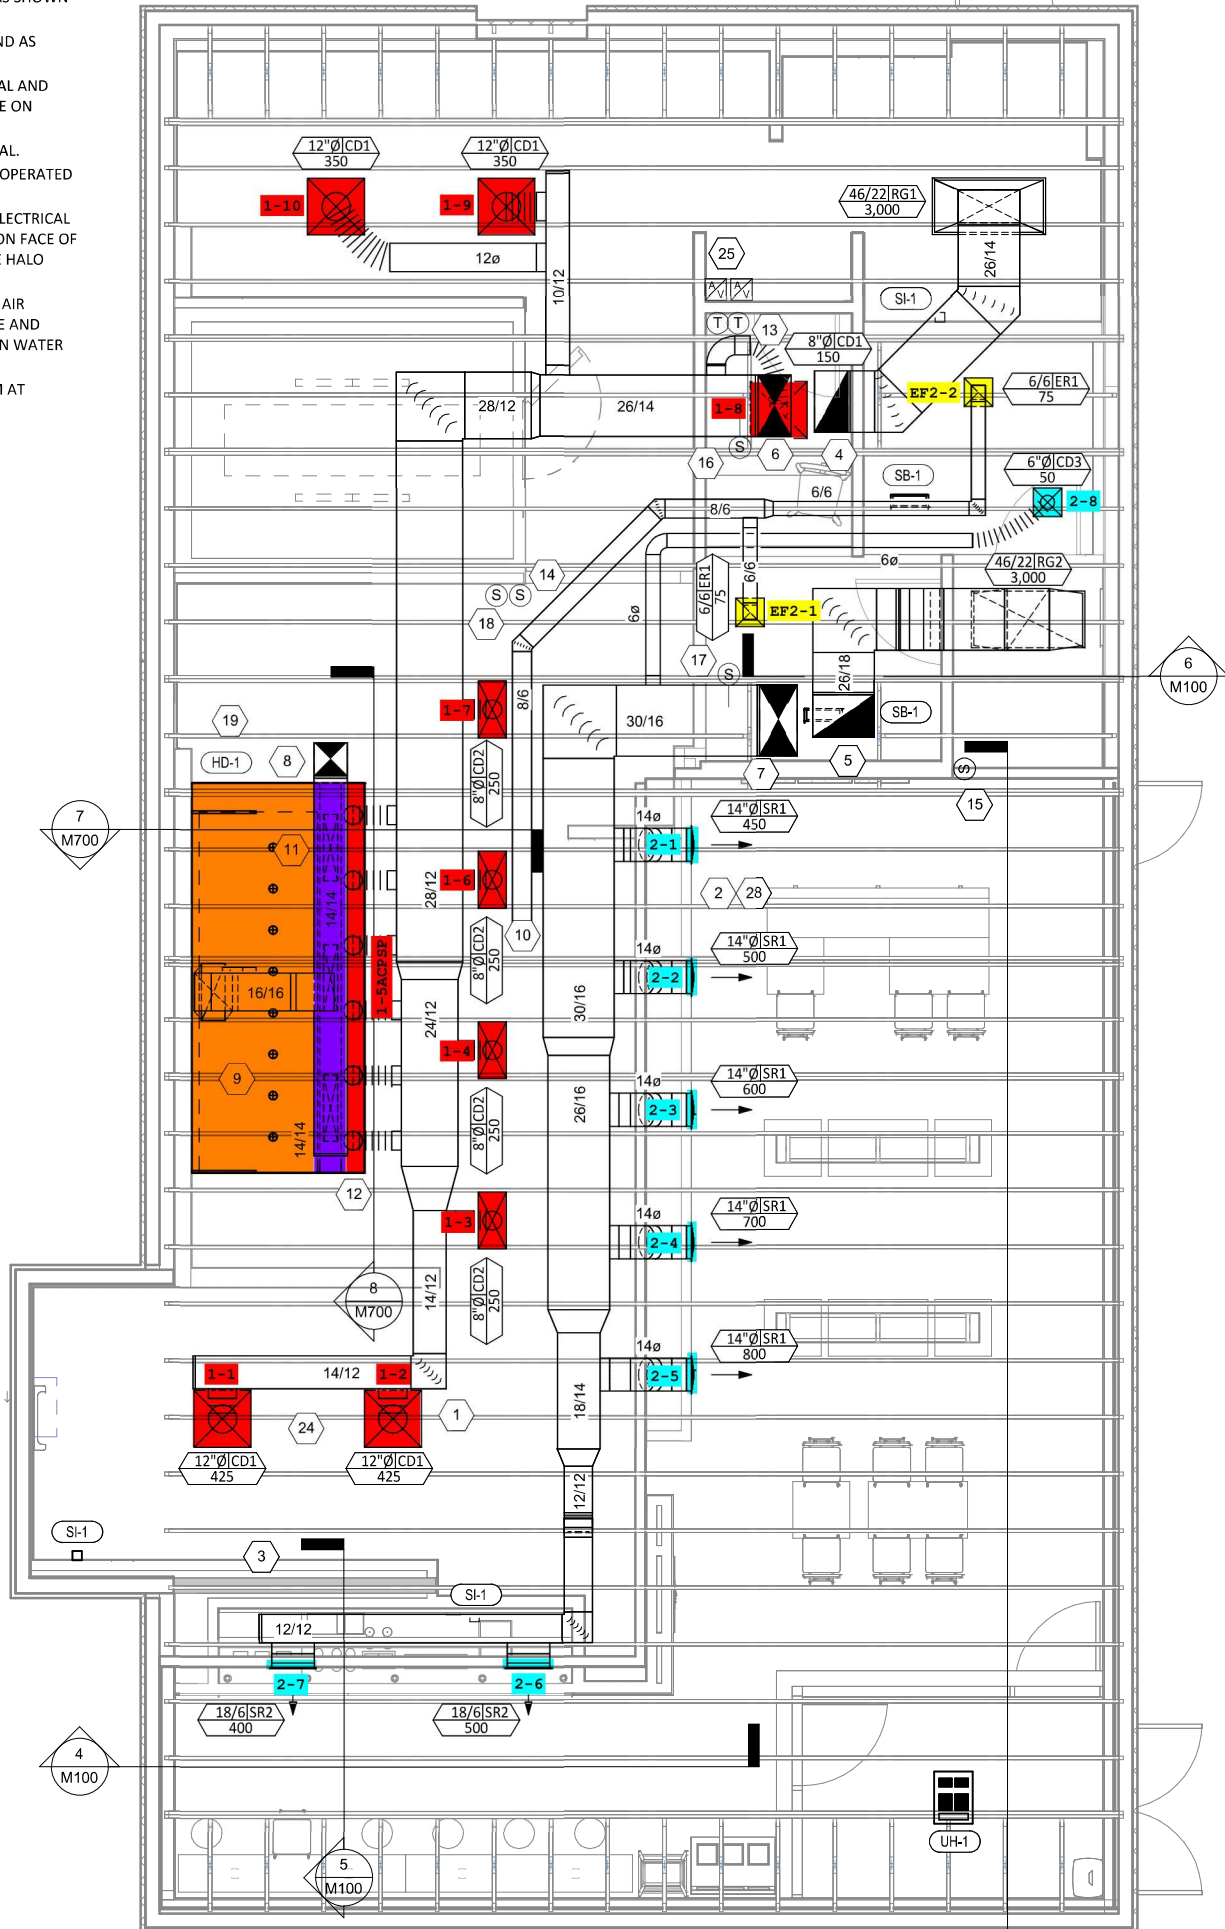 AS SHOWN
ND AS
AL AND
E ON
AL.
OPERATED
LECTRICAL
ON FACE OF
E HALO
AIR
E AND
N WATER
M AT
12"Ø CD1
350
12"Ø CD1
350
1-10
1-9
46/22 RG1
3,000
12ø
10/12
26/14
25
A/V
A/V
SI-1
T
T
13
8"Ø CD1
150
28/12
26/14
1-8
EF2-2
6/6 ER1
75
S
16
6
4
SB-1
6"Ø CD3
50
6/6
8/6
2-8
14
6ø
46/22 RG2
3,000
6/6 ER1
75
6/6
S
S
18
6ø
EF2-1
17
S
6
M100
26/18
1-7
8/6
30/16
SB-1
19
HD-1
8
7
5
S
15
8"Ø CD2
250
7
M700
14ø
14"Ø SR1
450
2-1
11
14/14
28/12
1-6
2
28
10
8"Ø CD2
250
14ø
14"Ø SR1
500
2-2
1-5ACPSP
16/16
24/12
30/16
1-4
9
26/16
14ø
14"Ø SR1
600
2-3
14/14
8"Ø CD2
250
12
1-3
14ø
14"Ø SR1
700
2-4
8
M700
14/12
8"Ø CD2
250
14ø
14"Ø SR1
800
2-5
1-1
14/12
1-2
18/14
24
1
12"Ø CD1
425
12"Ø CD1
425
12/12
SI-1
3
SI-1
12/12
2-7
2-6
18/6 SR2
400
18/6 SR2
500
4
M100
UH-1
5
M100